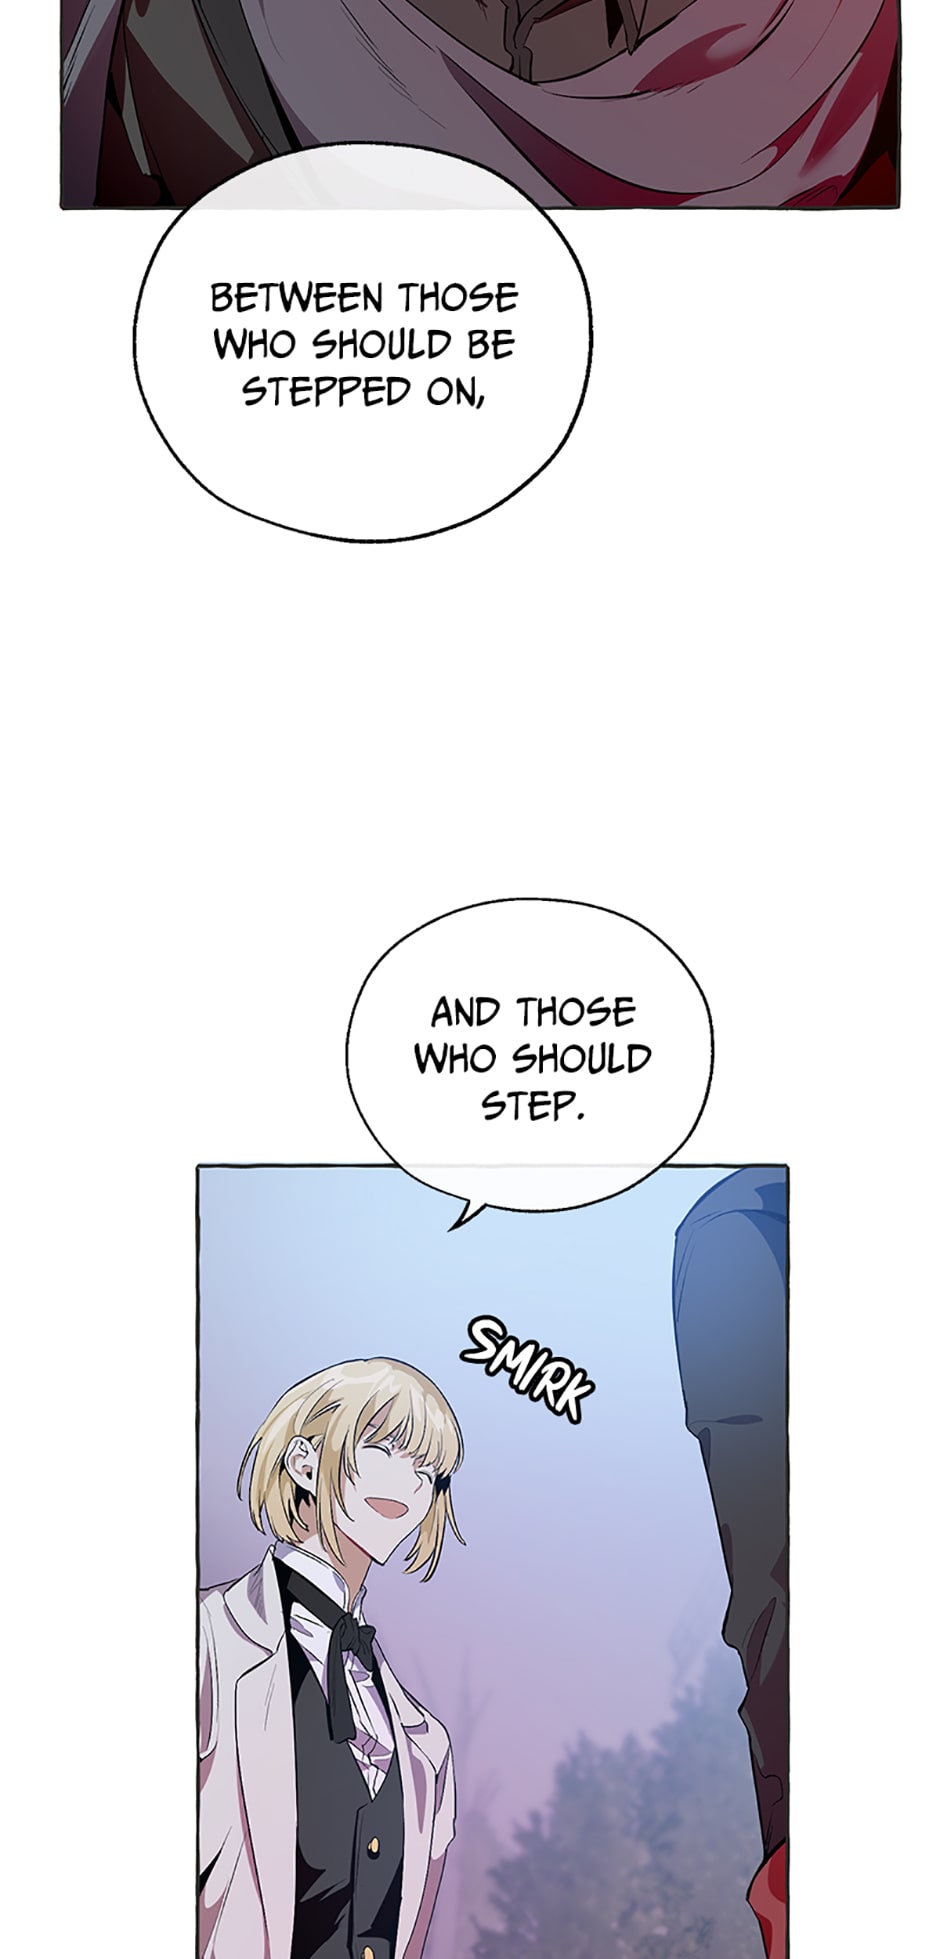 BETWEEN THOSE
WHO SHOULD BE
STEPPED ON,
AND THOSE
WHO SHOULD
STEP.
SMIRK